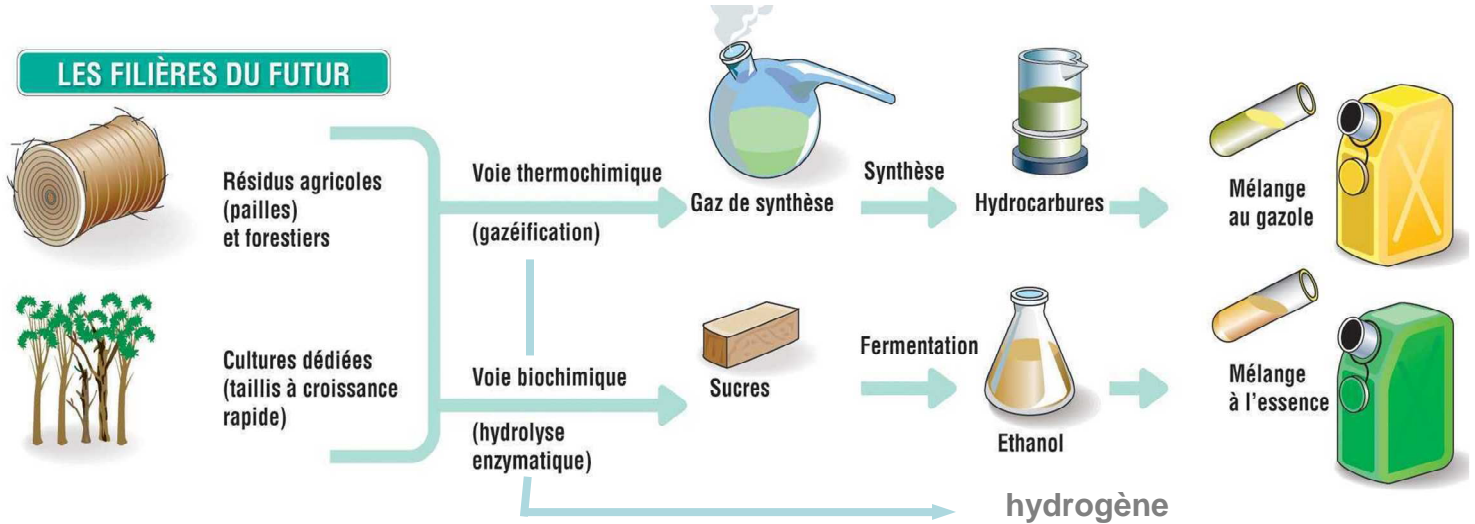 LES FILIÈRES DU FUTUR
Résidus agricoles
(pailles)
et forestiers
Voie thermochimique
(gazéification)
Gaz de synthèse
Synthèse
Hydrocarbures
Mélange
au gazole
Cultures dédiées
(taillis à croissance
rapide)
Voie biochimique
(hydrolyse
enzymatique)
Sucres
Fermentation
Ethanol
Mélange
à l'essence
hydrogène